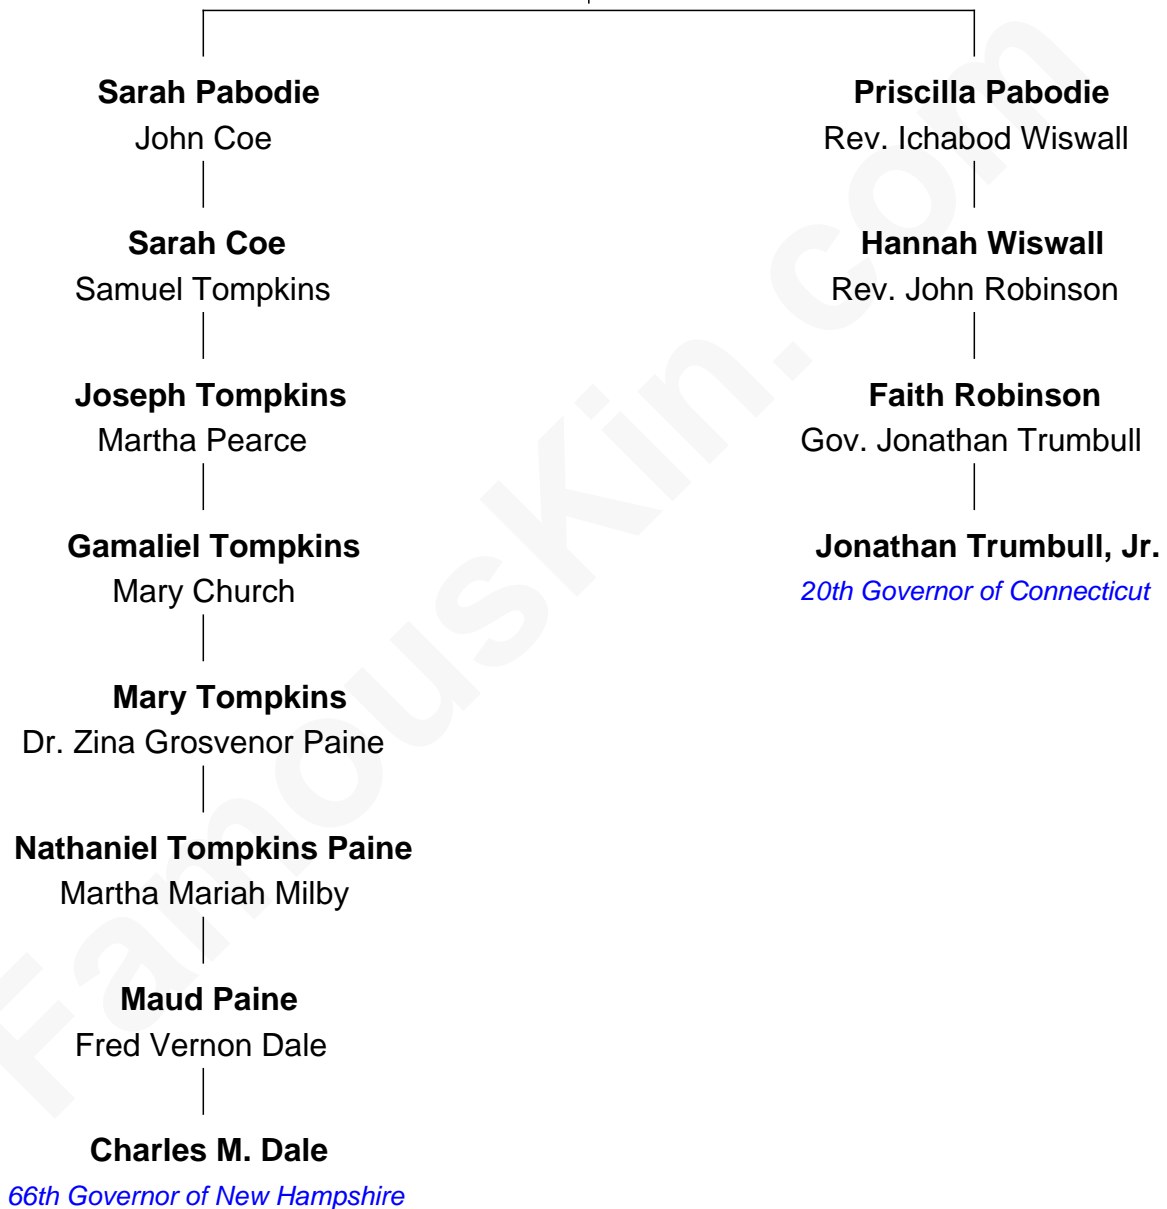 Sarah Pabodie
John Coe
Priscilla Pabodie
Rev. Ichabod Wiswall
Sarah Coe
Samuel Tompkins
Hannah Wiswall
Rev. John Robinson
Joseph Tompkins
Martha Pearce
Faith Robinson
Gov. Jonathan Trumbull
Gamaliel Tompkins
Mary Church
Jonathan Trumbull, Jr.
20th Governor of Connecticut
Mary Tompkins
Dr. Zina Grosvenor Paine
Nathaniel Tompkins Paine
Martha Mariah Milby
Maud Paine
Fred Vernon Dale
Charles M. Dale
66th Governor of New Hampshire
FamousKin.com